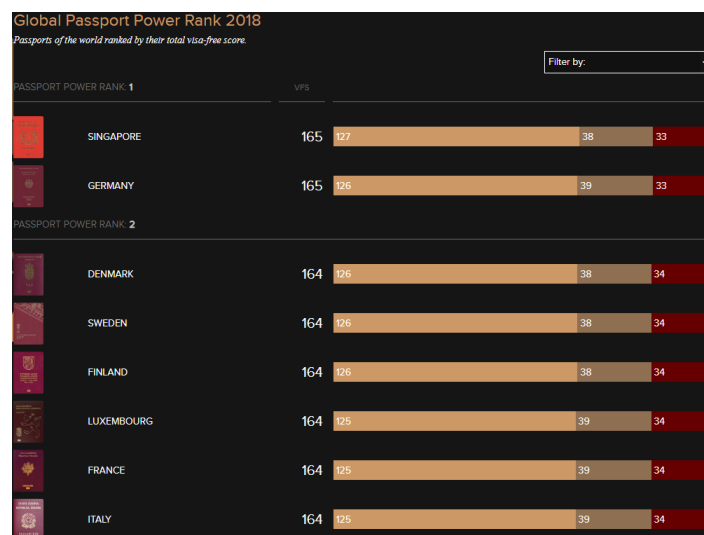 Global Passport Power Rank 2018
Passports of the world ranked by their total visa-free score.
Filter by:
PASSPORT POWER RANK: 1 VFS
SINGAPORE 165 127 38 33
GERMANY 165 126 39 33
PASSPORT POWER RANK: 2
DENMARK 164 126 38 34
SWEDEN 164 126 38 34
FINLAND 164 126 38 34
LUXEMBOURG 164 125 39 34
FRANCE 164 125 39 34
ITALY 164 125 39 34